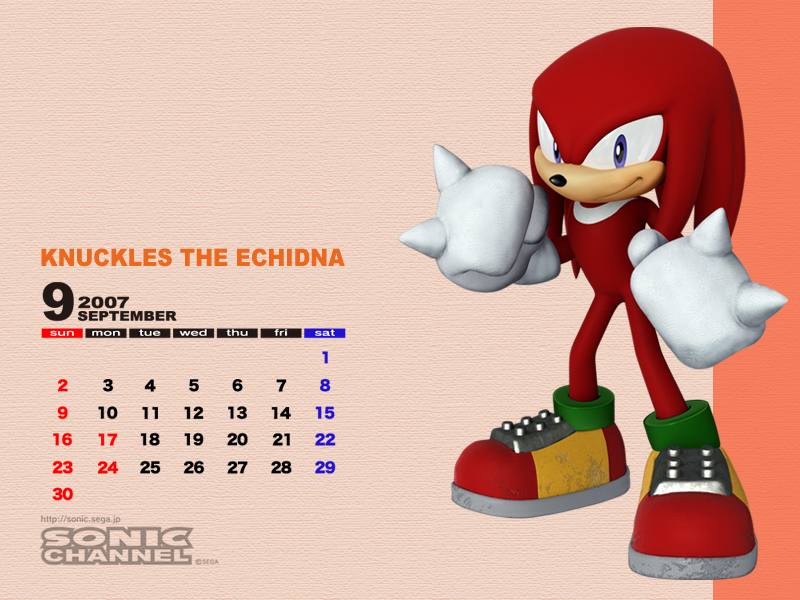 KNUCKLES THE ECHIDNA
9 2007
SEPTEMBER
sun mon tue wed thu fri sat
1
2 3 4 5 6 7 8
9 10 11 12 13 14 15
16 17 18 19 20 21 22
23 24 25 26 27 28 29
30
http://sonic.sega.jp
SONIC
CHANNEL ©SEGA